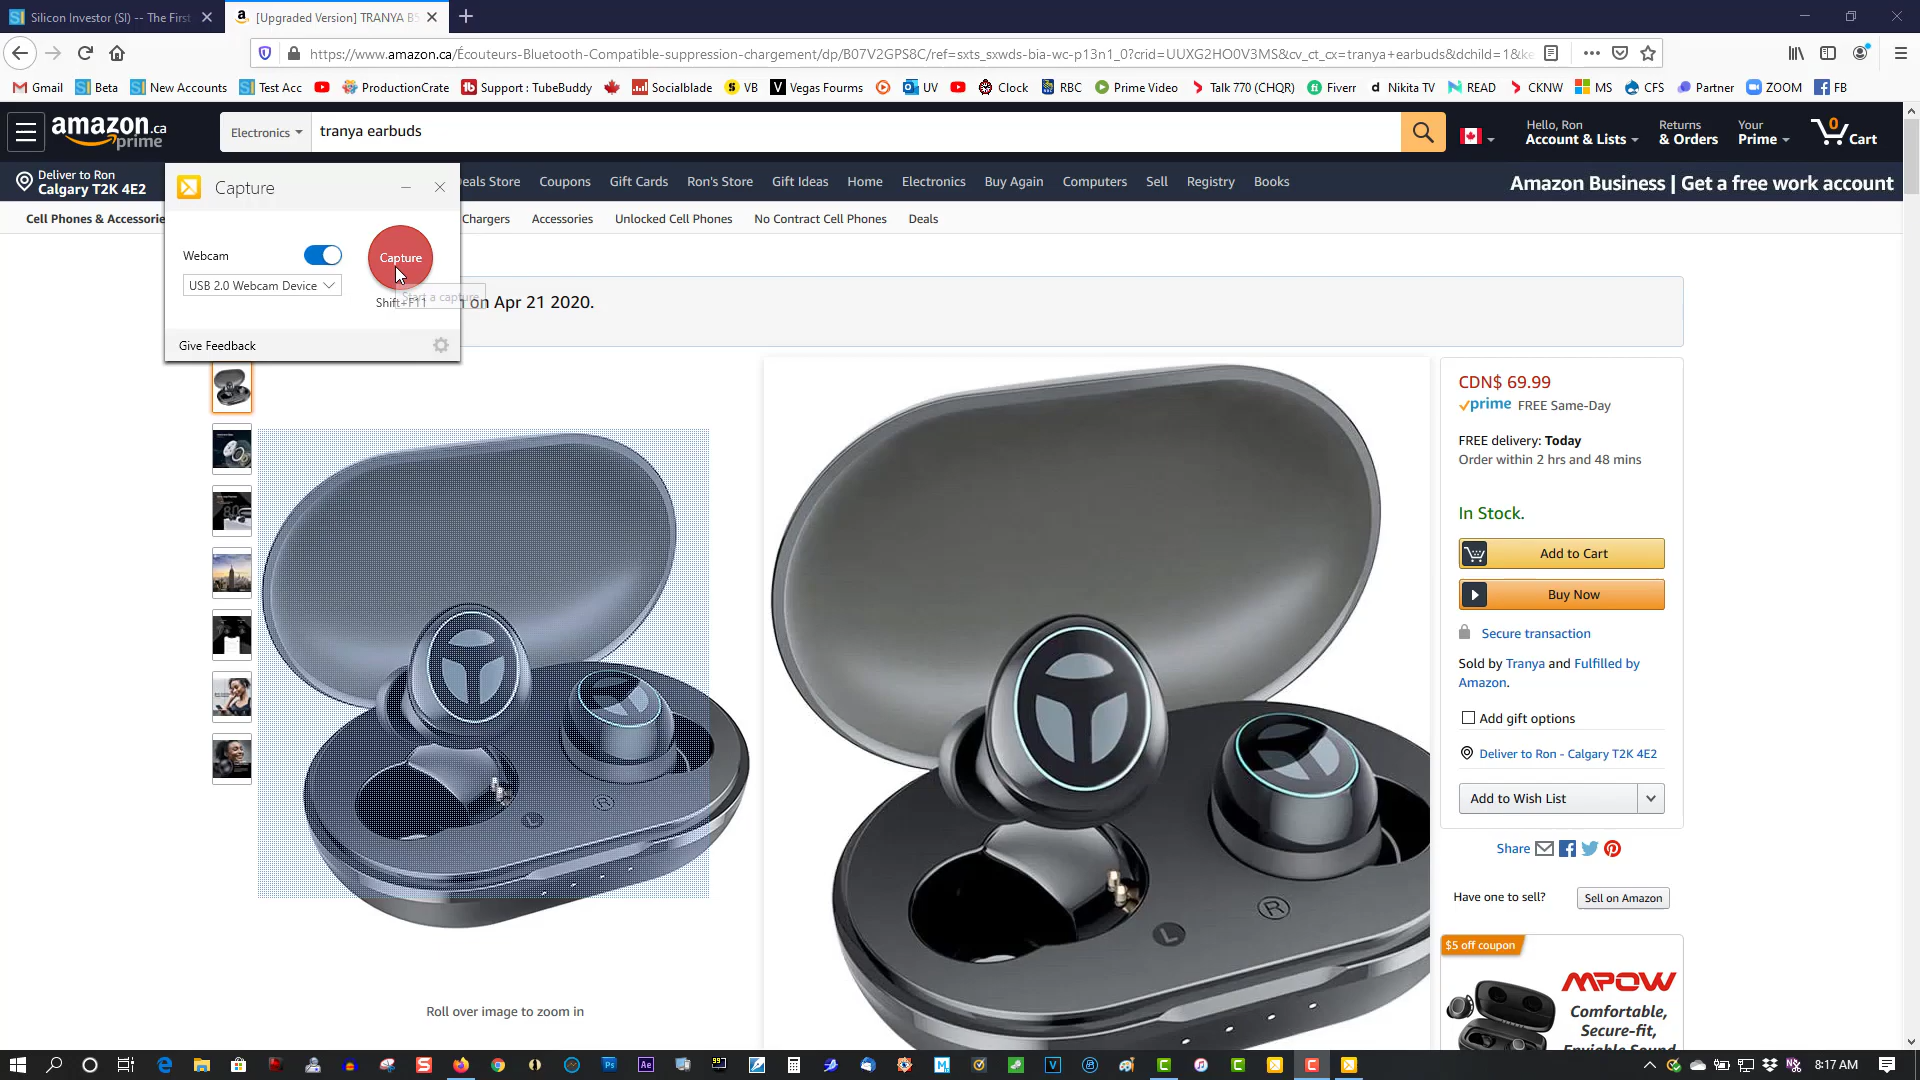 Silicon Investor (SI) -- The First
[Upgraded Version] TRANYA B5
https://www.amazon.ca/Écouteurs-Bluetooth-Compatible-suppression-chargement/dp/B07V2GPS8C/ref=sxts_sxwds-bia-wc-p13n1_0?crid=UUXG2HO0V3MS&cv_ct_cx=tranya+earbuds&dchild=1&ke
Gmail Beta New Accounts Test Acc ProductionCrate Support : TubeBuddy Socialblade VB Vegas Fourms UV Clock RBC Prime Video Talk 770 (CHQR) Fiverr Nikita TV READ CKNW MS CFS Partner ZOOM FB
amazon.ca
prime
Electronics
tranya earbuds
Hello, Ron
Account & Lists
Returns
& Orders
Your
Prime
0
Cart
Deliver to Ron
Calgary T2K 4E2
eals Store Coupons Gift Cards Ron's Store Gift Ideas Home Electronics Buy Again Computers Sell Registry Books
Amazon Business | Get a free work account
Cell Phones & Accessorie
Chargers Accessories Unlocked Cell Phones No Contract Cell Phones Deals
Capture
Webcam
Capture
USB 2.0 Webcam Device
Start a capture
Shift+F11
Give Feedback
on Apr 21 2020.
CDN$ 69.99
prime FREE Same-Day
FREE delivery: Today
Order within 2 hrs and 48 mins
In Stock.
Add to Cart
Buy Now
Secure transaction
Sold by Tranya and Fulfilled by
Amazon.
Add gift options
Deliver to Ron - Calgary T2K 4E2
Add to Wish List
Share
Have one to sell?
Sell on Amazon
$5 off coupon
MPOW
Comfortable,
Secure-fit,
Enviable Sound
L
R
L
R
Roll over image to zoom in
8:17 AM